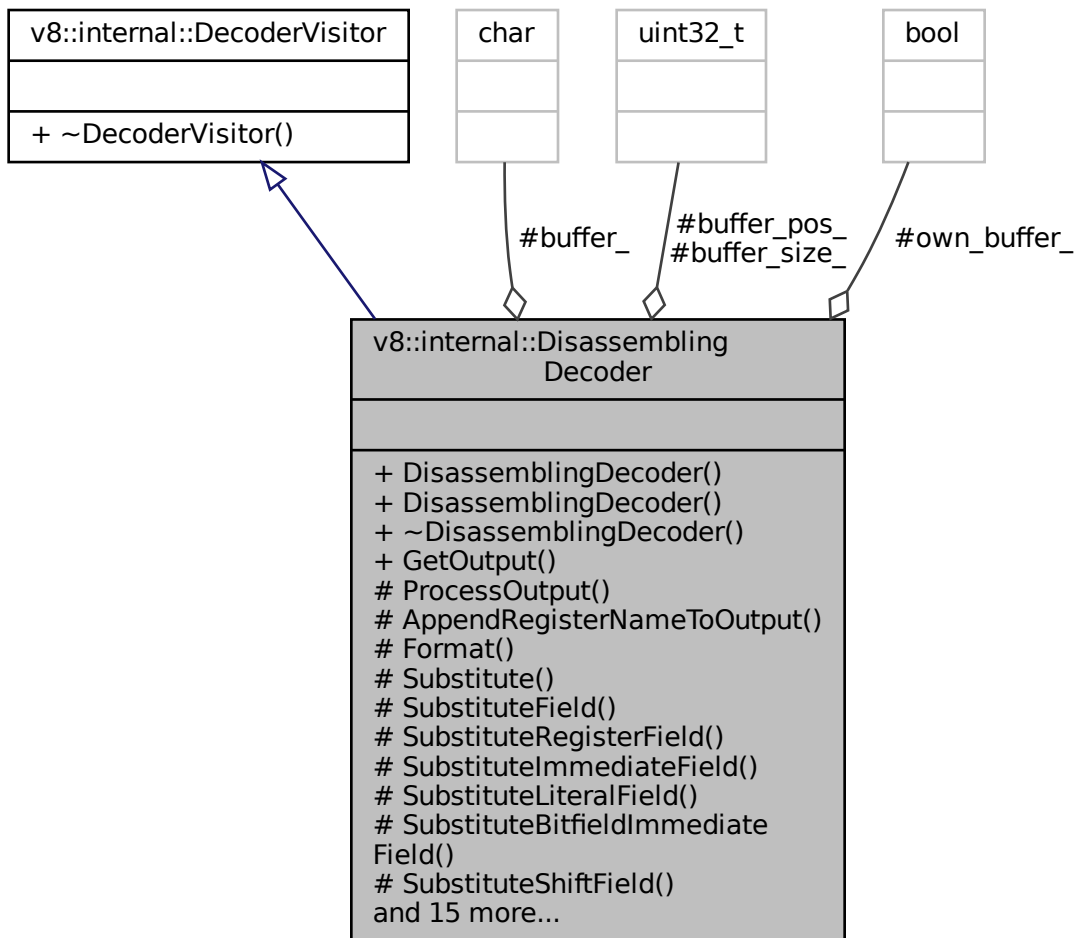 v8::internal::DecoderVisitor
+ ~DecoderVisitor()
char
uint32_t
bool
#buffer_
#buffer_pos_
#buffer_size_
#own_buffer_
v8::internal::Disassembling
Decoder
+ DisassemblingDecoder()
+ DisassemblingDecoder()
+ ~DisassemblingDecoder()
+ GetOutput()
# ProcessOutput()
# AppendRegisterNameToOutput()
# Format()
# Substitute()
# SubstituteField()
# SubstituteRegisterField()
# SubstituteImmediateField()
# SubstituteLiteralField()
# SubstituteBitfieldImmediate
Field()
# SubstituteShiftField()
and 15 more...